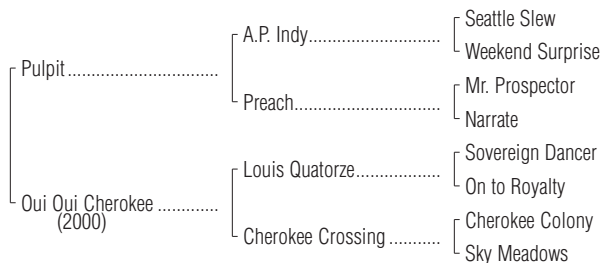 Seattle Slew
A.P. Indy..............................
Weekend Surprise
Pulpit.................................
Mr. Prospector
Preach.................................
Narrate
Sovereign Dancer
Louis Quatorze....................
On to Royalty
Oui Oui Cherokee ..............
(2000)
Cherokee Colony
Cherokee Crossing ............
Sky Meadows